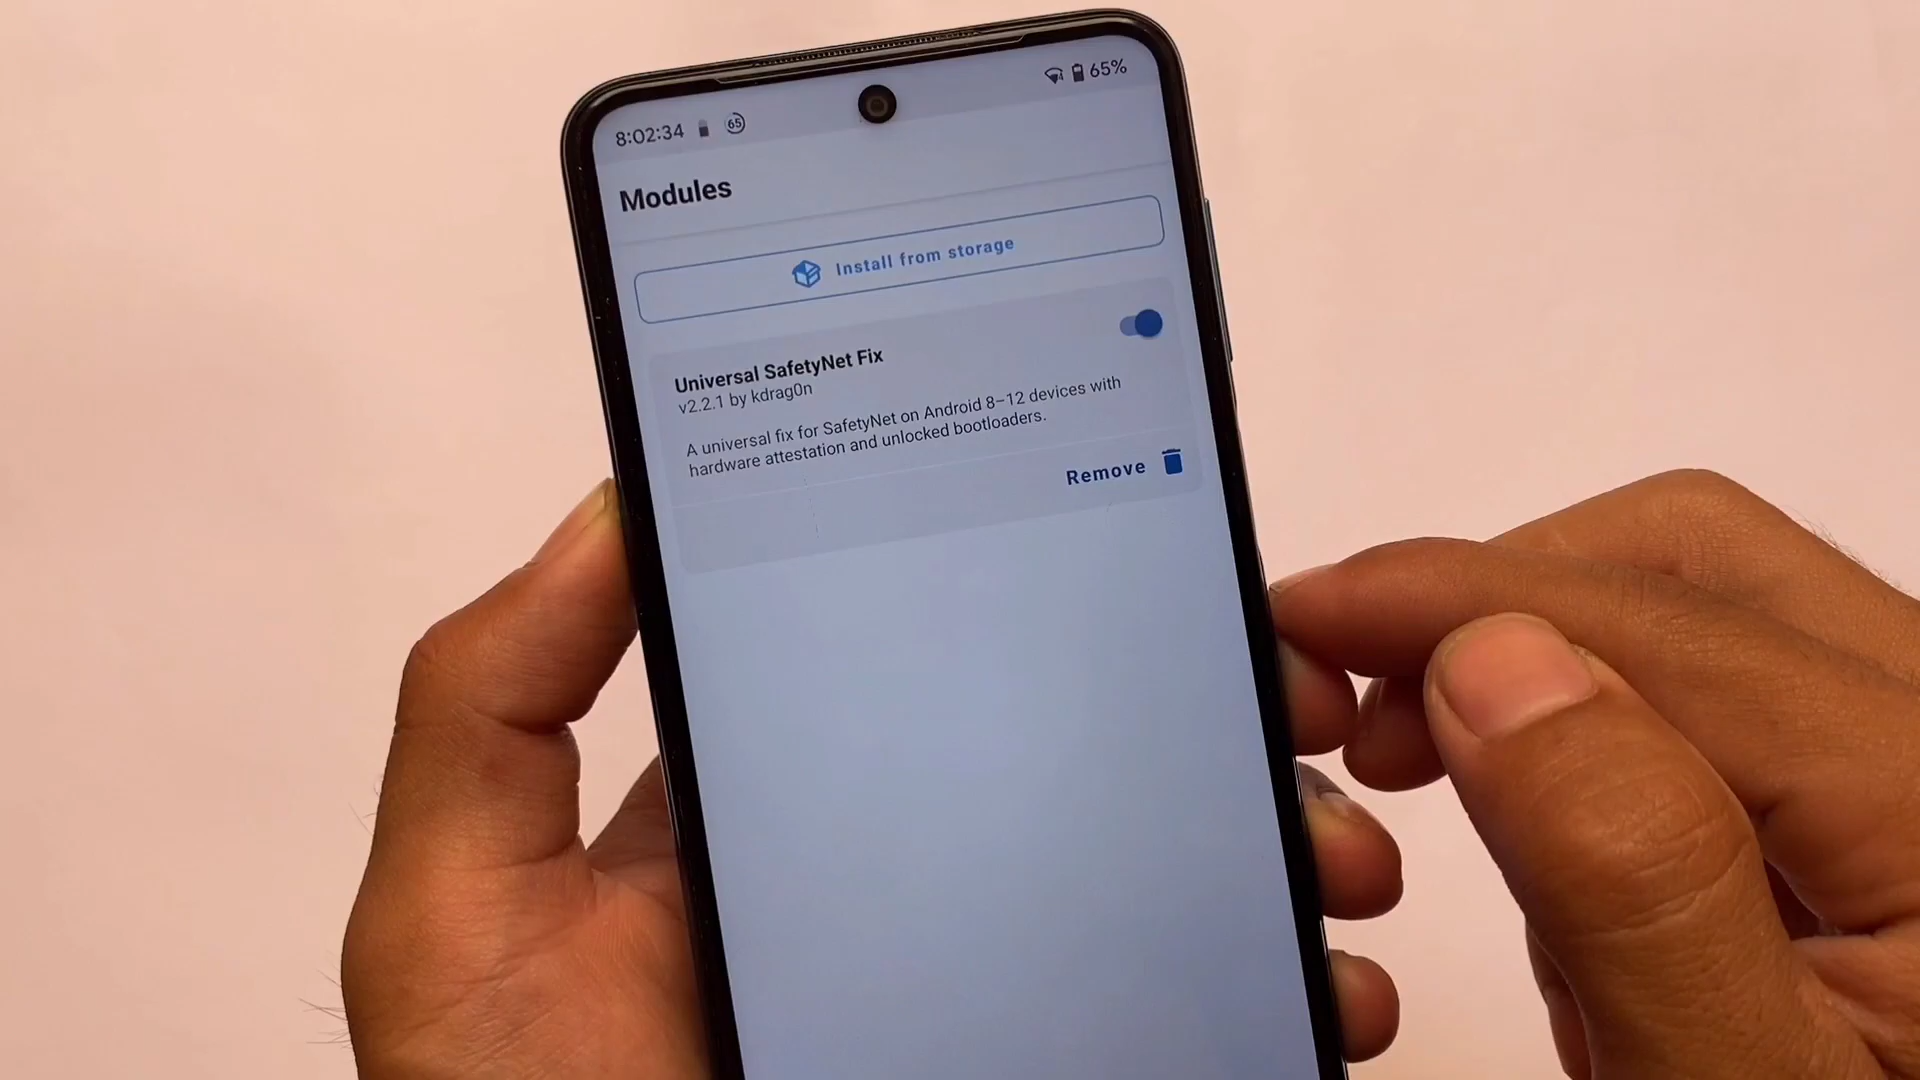 8:02:34 65 65%
Modules
Install from storage
Universal SafetyNet Fix
v2.2.1 by kdrag0n
A universal fix for SafetyNet on Android 8–12 devices with
hardware attestation and unlocked bootloaders.
Remove